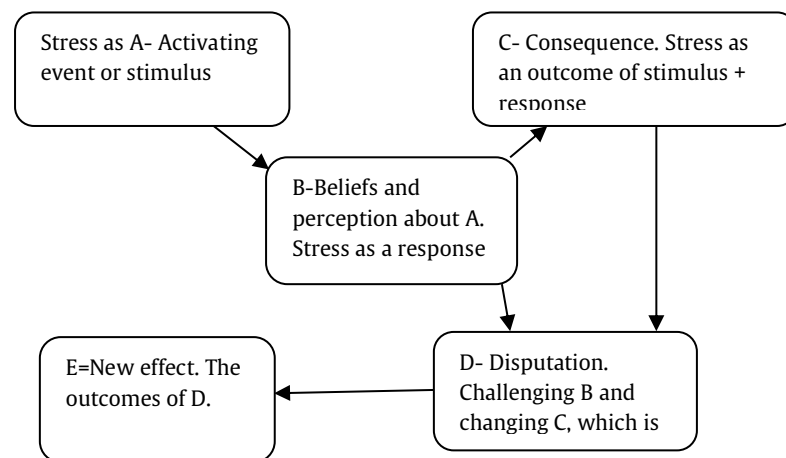 Stress as A- Activating
event or stimulus
C- Consequence. Stress as
an outcome of stimulus +
response
B-Beliefs and
perception about A.
Stress as a response
D- Disputation.
Challenging B and
changing C, which is
E=New effect. The
outcomes of D.